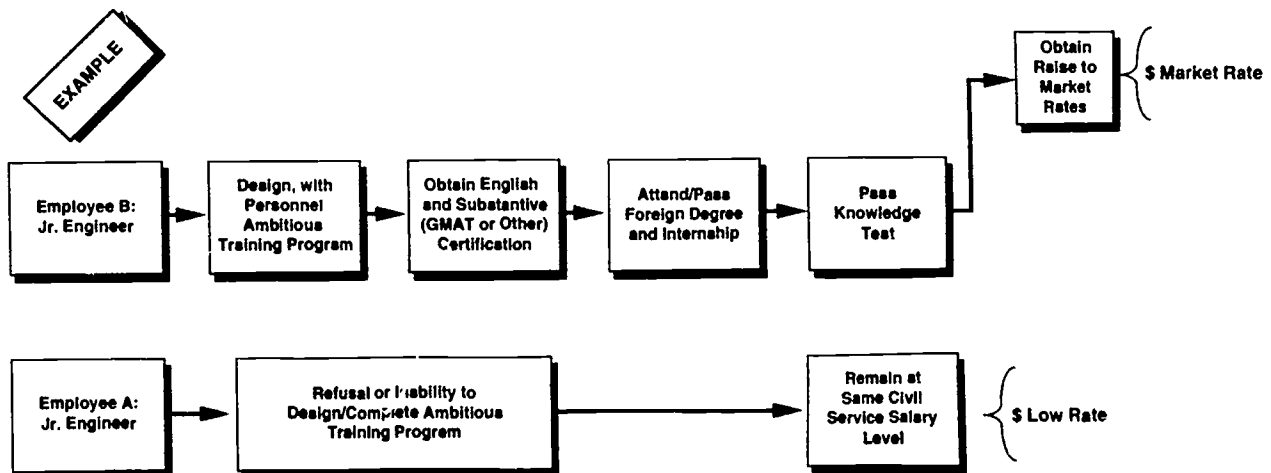 EXAMPLE
Obtain
Raise to
Market
Rates
$ Market Rate
Employee B:
Jr. Engineer
Design, with
Personnel
Ambitious
Training Program
Obtain English
and Substantive
(GMAT or Other)
Certification
Attand/Pass
Foreign Degree
and Internship
Pass
Knowledge
Test
Employee A:
Jr. Engineer
Refusal or Inability to
Design/Complete Ambitious
Training Program
Remain at
Same Civil
Service Salary
Level
$ Low Rate